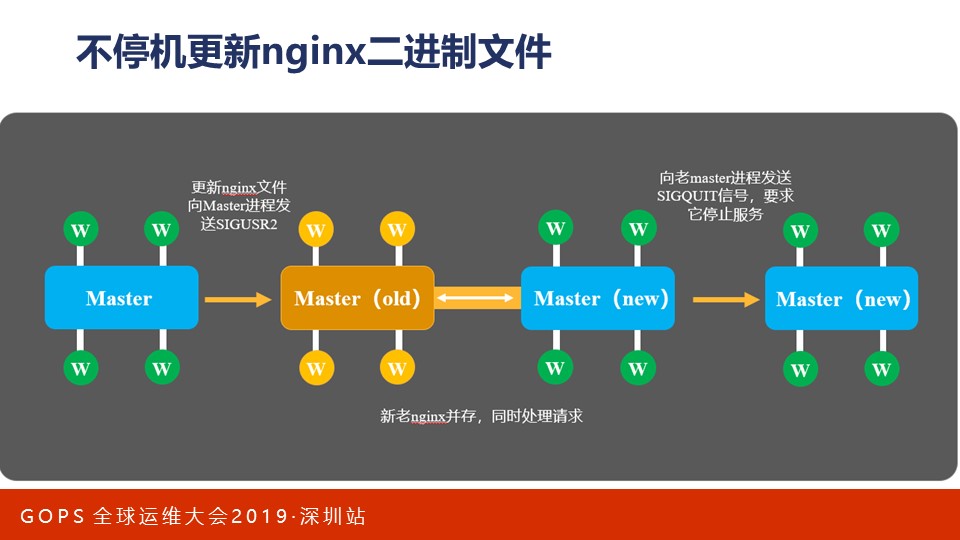 不停机更新nginx二进制文件
更新nginx文件
向Master进程发
送SIGUSR2
向老master进程发送
SIGQUIT信号，要求
它停止服务
W W W W W W W W
Master Master（old） Master（new） Master（new）
W W W W W W W W
新老nginx并存，同时处理请求
GOPS 全球运维大会2019·深圳站